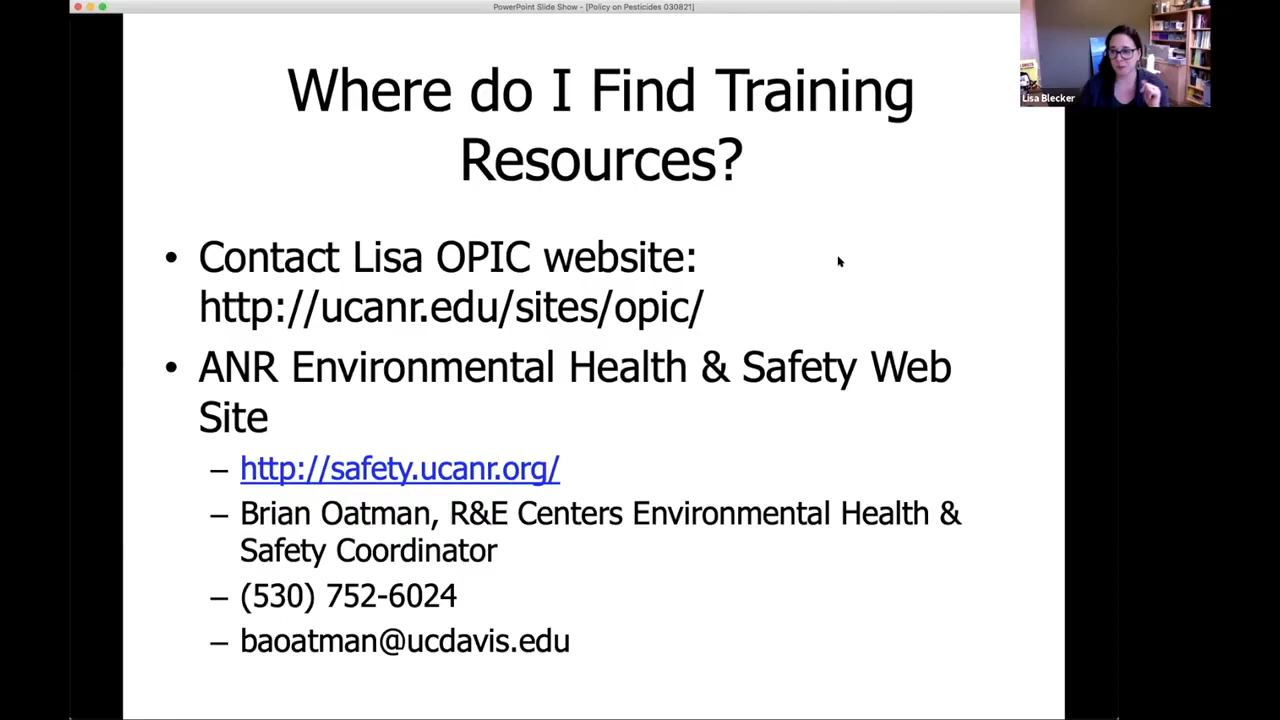 PowerPoint Slide Show - [Policy on Pesticides 030821]
Lisa Blecker
Where do I Find Training
Resources?
• Contact Lisa OPIC website:
http://ucanr.edu/sites/opic/
• ANR Environmental Health & Safety Web
Site
– http://safety.ucanr.org/
– Brian Oatman, R&E Centers Environmental Health &
Safety Coordinator
– (530) 752-6024
– baoatman@ucdavis.edu